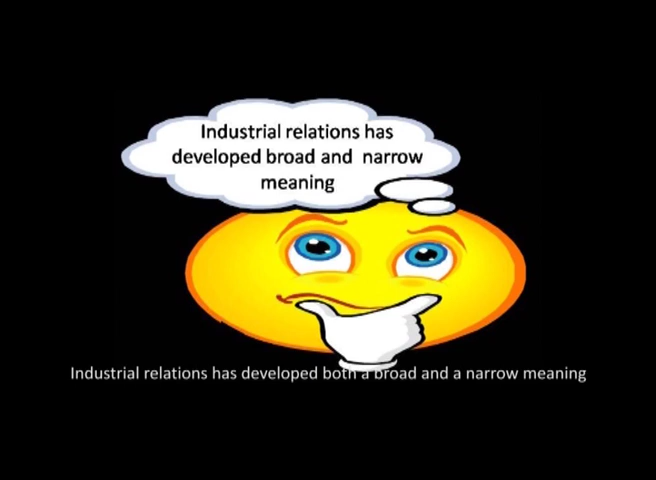 Industrial relations has
developed broad and narrow
meaning
Industrial relations has developed both a broad and a narrow meaning